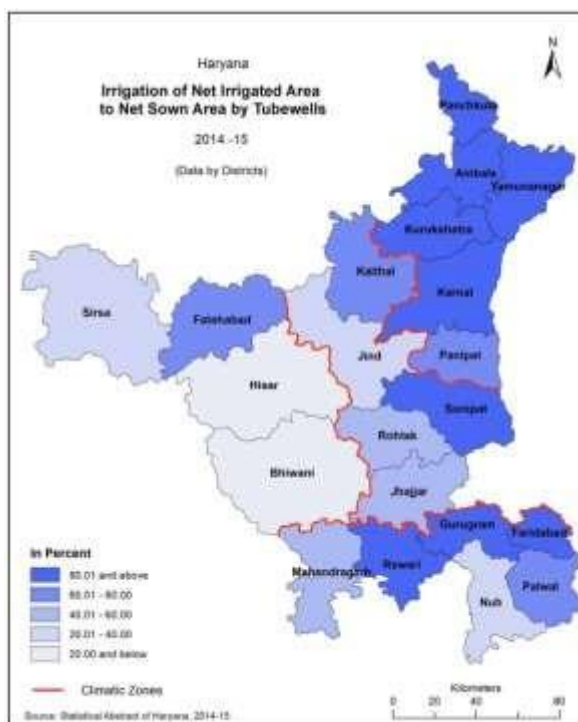 N
Haryana
Irrigation of Net Irrigated Area
to Net Sown Area by Tubewells
2014.-15
(Data by Districts)
Panchkula
Ambala
Yamunanagar
Kurukshetra
Kaithal
Karnal
Sirsa
Fatehabad
Jind
Panipat
Hisar
Sonipat
Rohtak
Bhiwani
Jhajjar
Gurugram
Faridabad
Mahandragarh
Rewari
Nuh
Palwal
In Percent
80.01 and above
60.01 - 80.00
40.01 - 60.00
20.01 - 40.00
20.00 and below
Climatic Zones
Kilometers
0 20 40 60 80
Source: Statistical Abstract of Haryana, 2014-15